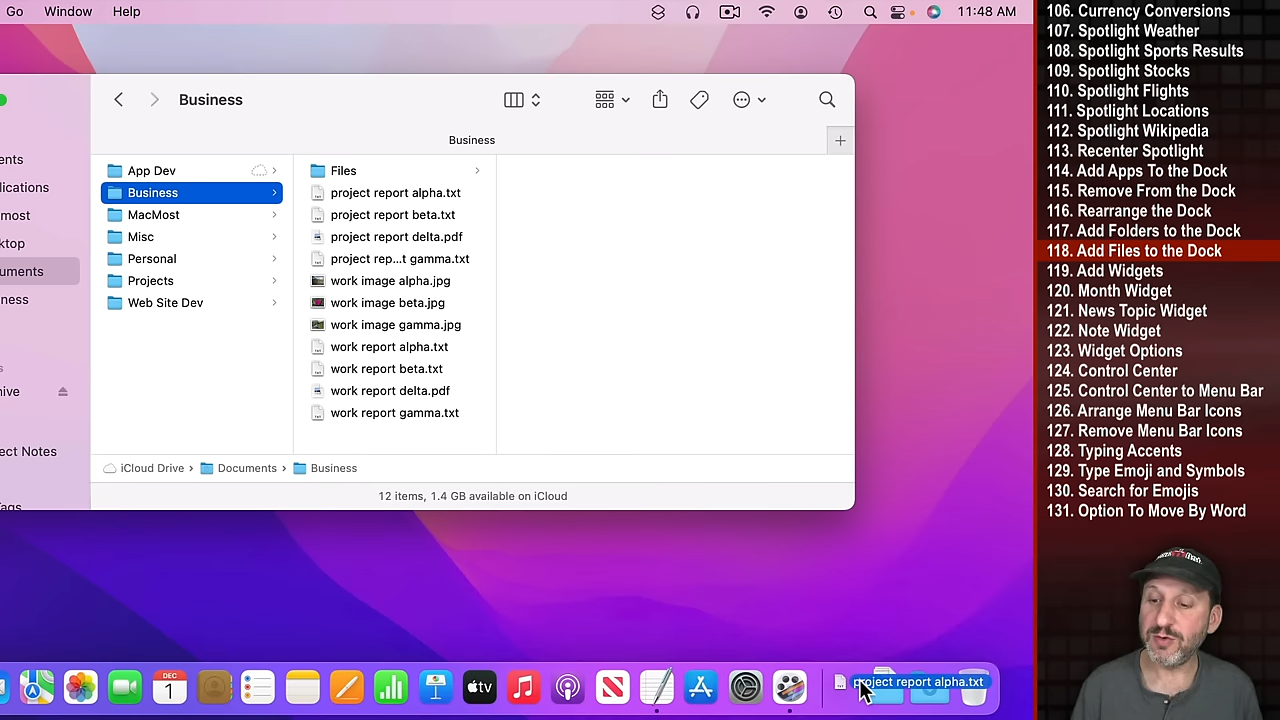 Go Window Help 11:48 AM
Business
Business
ents
lications
most
ktop
uments
ness
s
hive
ect Notes
Tags
App Dev
Business
MacMost
Misc
Personal
Projects
Web Site Dev
Files
project report alpha.txt
project report beta.txt
project report delta.pdf
project rep...t gamma.txt
work image alpha.jpg
work image beta.jpg
work image gamma.jpg
work report alpha.txt
work report beta.txt
work report delta.pdf
work report gamma.txt
iCloud Drive › Documents › Business
12 items, 1.4 GB available on iCloud
DEC
1
tv
project report alpha.txt
106. Currency Conversions
107. Spotlight Weather
108. Spotlight Sports Results
109. Spotlight Stocks
110. Spotlight Flights
111. Spotlight Locations
112. Spotlight Wikipedia
113. Recenter Spotlight
114. Add Apps To the Dock
115. Remove From the Dock
116. Rearrange the Dock
117. Add Folders to the Dock
118. Add Files to the Dock
119. Add Widgets
120. Month Widget
121. News Topic Widget
122. Note Widget
123. Widget Options
124. Control Center
125. Control Center to Menu Bar
126. Arrange Menu Bar Icons
127. Remove Menu Bar Icons
128. Typing Accents
129. Type Emoji and Symbols
130. Search for Emojis
131. Option To Move By Word